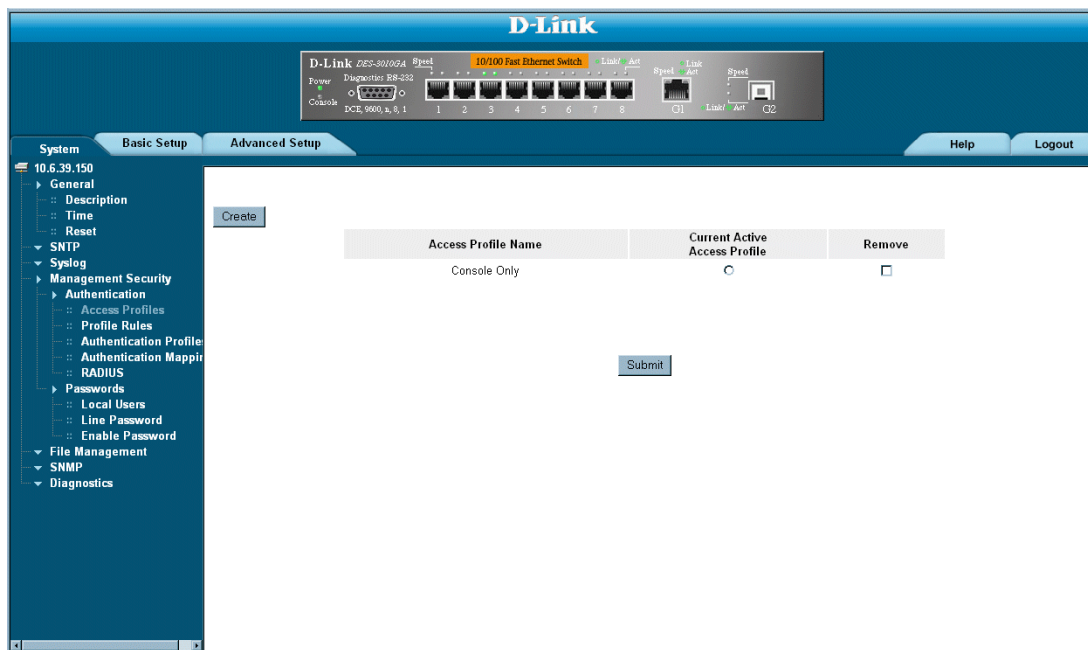 D-Link
D-Link DES-3010GA
Speed
10/100 Fast Ethernet Switch
Link/ Act
Power
Diagnostics RS-232
Console
DCE, 9600, n, 8, 1
1 2 3 4 5 6 7 8
Speed
Link
Act
G1
Speed
Link/ Act
G2
System
Basic Setup
Advanced Setup
Help
Logout
10.6.39.150
General
Description
Time
Reset
SNTP
Syslog
Management Security
Authentication
Access Profiles
Profile Rules
Authentication Profile
Authentication Mappin
RADIUS
Passwords
Local Users
Line Password
Enable Password
File Management
SNMP
Diagnostics
Create
Access Profile Name
Current Active
Access Profile
Remove
Console Only
Submit